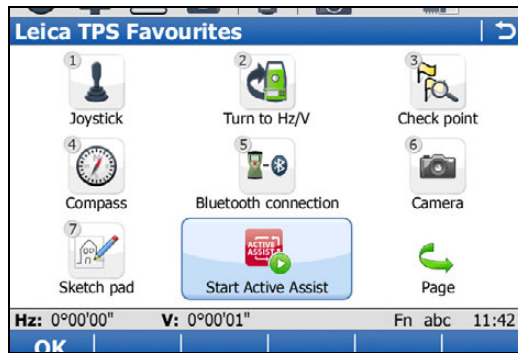 Leica TPS Favourites
1 2 3
Joystick Turn to Hz/V Check point
4 5 6
Compass Bluetooth connection Camera
7 ACTIVE ASSIST
Sketch pad Start Active Assist Page
Hz: 0°00'00" V: 0°00'01" Fn abc 11:42
OK